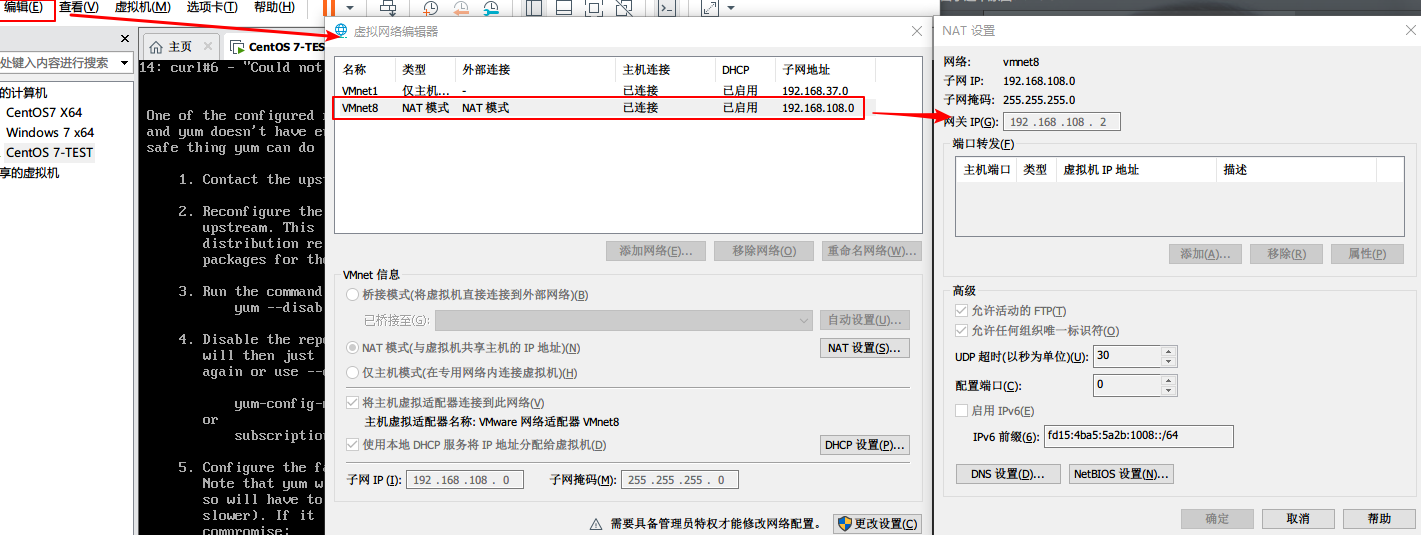 编辑(E) 查看(V) 虚拟机(M) 选项卡(T) 帮助(H)
处键入内容进行搜索
的计算机
CentOS7 X64
Windows 7 x64
CentOS 7-TEST
享的虚拟机
主页 CentOS 7-TES
14: curl#6 - "Could not
One of the configured
and yum doesn't have
safe thing yum can do
1. Contact the
2. Reconfigure the
upstream. This
distribution
packages for
3. Run the command
yum
4. Disable the
will then just
again or use
or
5. Configure the
Note that yum
so will have to
slower). If it
compromise:
虚拟网络编辑器
名称 类型 外部连接 主机连接 DHCP 子网地址
VMnet1 仅主机... - 已连接 已启用 192.168.37.0
VMnet8 NAT 模式 NAT 模式 已连接 已启用 192.168.108.0
添加网络(E)... 移除网络(O) 重命名网络(W)...
VMnet 信息
桥接模式(将虚拟机直接连接到外部网络)(B)
已桥接至(G): 自动设置(U)...
NAT 模式(与虚拟机共享主机的 IP 地址)(N) NAT 设置(S)...
仅主机模式(在专用网络内连接虚拟机)(H)
将主机虚拟适配器连接到此网络(V)
主机虚拟适配器名称: VMware 网络适配器 VMnet8
使用本地 DHCP 服务将 IP 地址分配给虚拟机(D) DHCP 设置(P)...
子网 IP (I): 192 .168 .108 . 0 子网掩码(M): 255 .255 .255 . 0
需要具备管理员特权才能修改网络配置。 更改设置(C)
NAT 设置
网络: vmnet8
子网 IP: 192.168.108.0
子网掩码: 255.255.255.0
网关 IP(G): 192 .168 .108 . 2
端口转发(F)
主机端口 类型 虚拟机 IP 地址 描述
添加(A)... 移除(R) 属性(P)
高级
允许活动的 FTP(T)
允许任何组织唯一标识符(O)
UDP 超时(以秒为单位)(U): 30
配置端口(C): 0
启用 IPv6(E)
IPv6 前缀(6): fd15:4ba5:5a2b:1008::/64
DNS 设置(D)... NetBIOS 设置(N)...
确定 取消 帮助